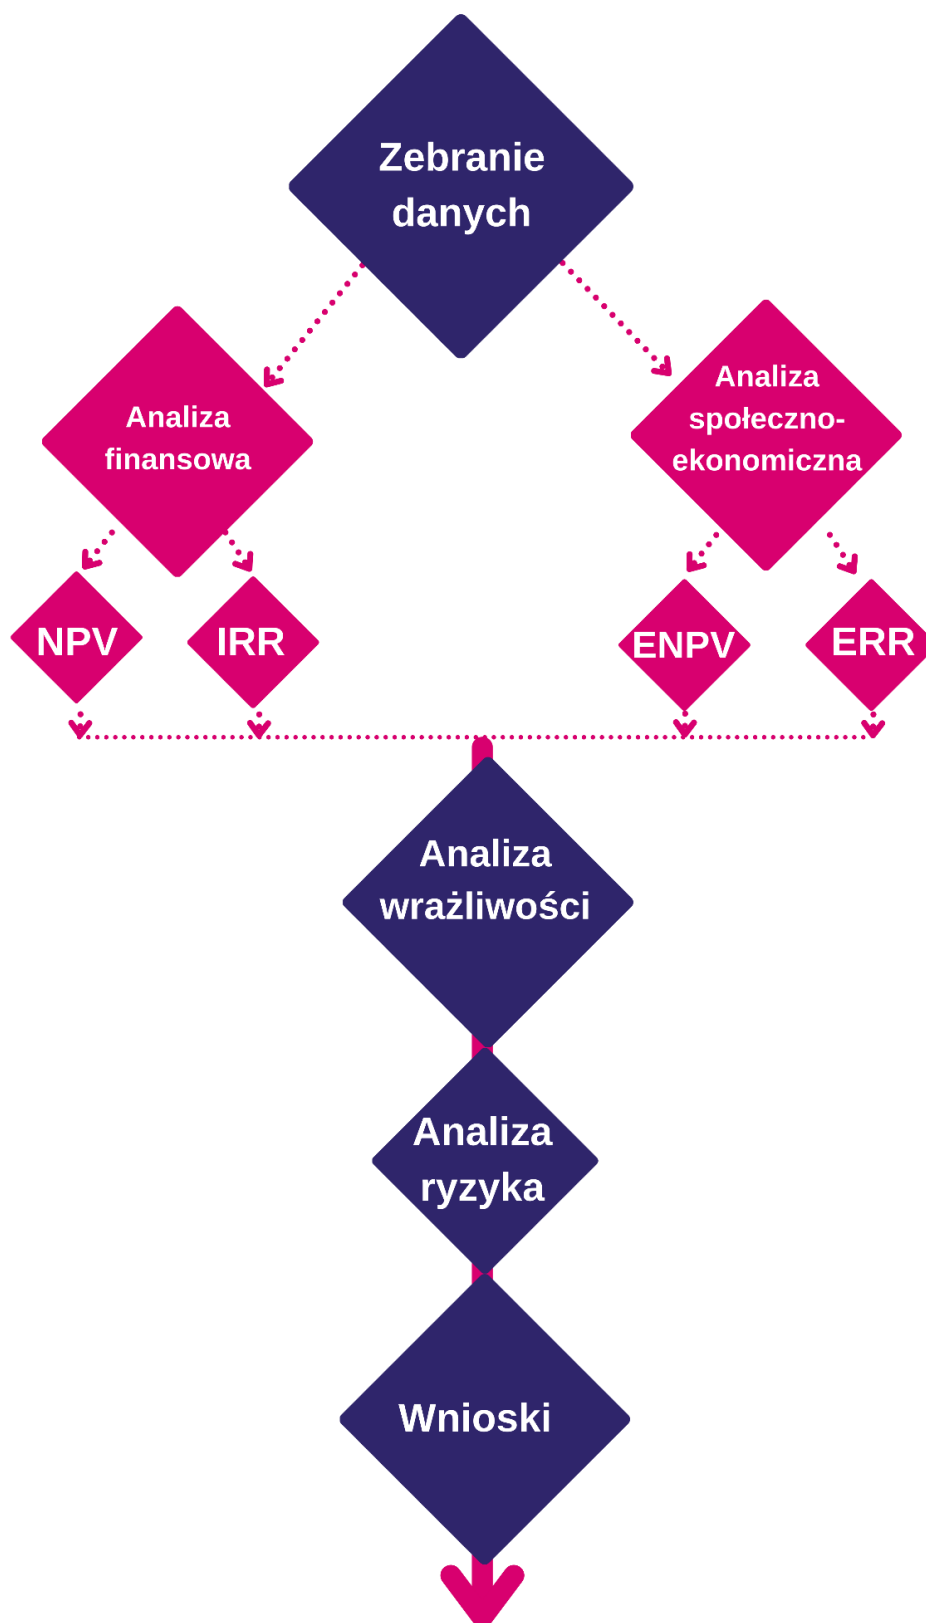 Zebranie
danych
Analiza
finansowa
Analiza
społeczno-
ekonomiczna
NPV
IRR
ENPV
ERR
Analiza
wrażliwości
Analiza
ryzyka
Wnioski